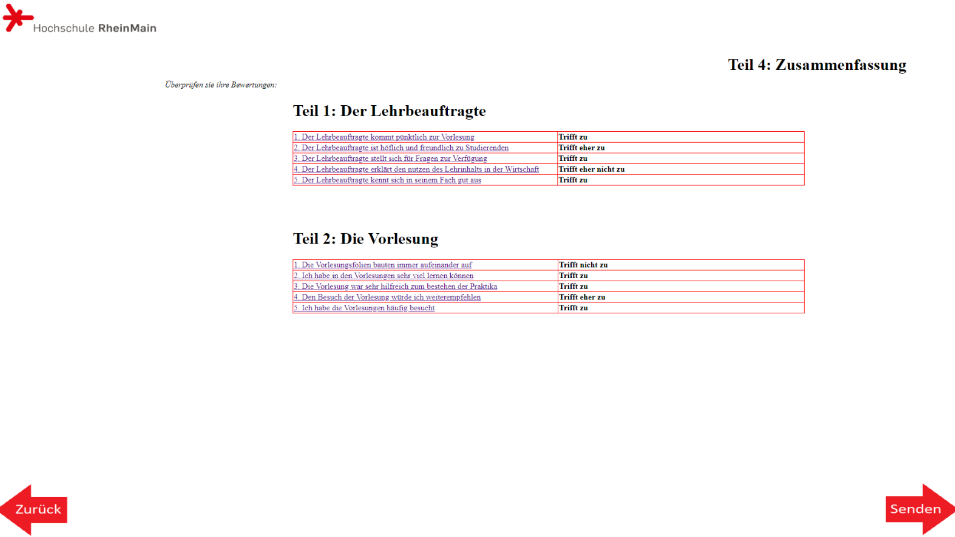 Hochschule RheinMain
Teil 4: Zusammenfassung
Überprüfen sie ihre Bewertungen:
Teil 1: Der Lehrbeauftragte
1. Der Lehrbeauftragte kommt pünktlich zur Vorlesung Trifft zu
2. Der Lehrbeauftragte ist höflich und freundlich zu Studierenden Trifft eher zu
3. Der Lehrbeauftragte stellt sich für Fragen zur Verfügung Trifft zu
4. Der Lehrbeauftragte erklärt den nutzen des Lehrinhalts in der Wirtschaft Trifft eher nicht zu
5. Der Lehrbeauftragte kennt sich in seinem Fach gut aus Trifft zu
Teil 2: Die Vorlesung
1. Die Vorlesungsfolien bauten immer aufeinander auf Trifft nicht zu
2. Ich habe in den Vorlesungen sehr viel lernen können Trifft zu
3. Die Vorlesung war sehr hilfreich zum bestehen der Praktika Trifft zu
4. Den Besuch der Vorlesung würde ich weiterempfehlen Trifft eher zu
5. Ich habe die Vorlesungen häufig besucht Trifft zu
Zurück
Senden